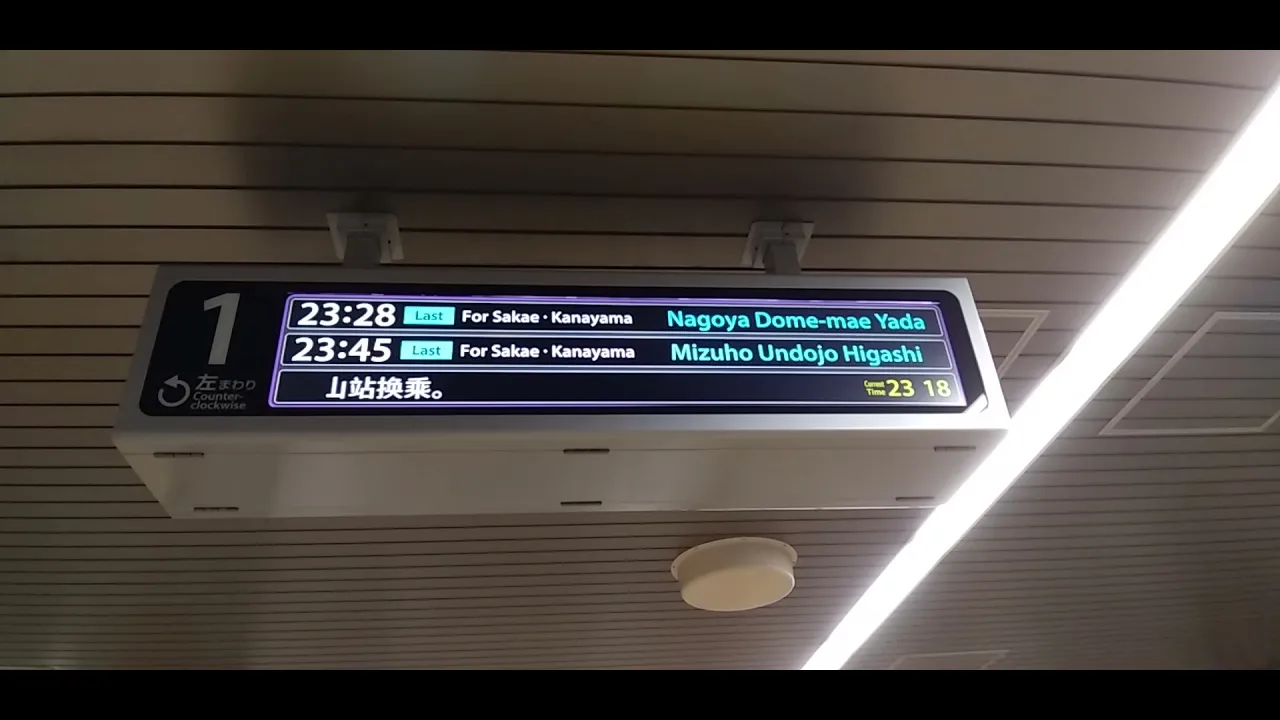 1
左まわり
Counter-
clockwise
23:28 Last For Sakae・Kanayama Nagoya Dome-mae Yada
23:45 Last For Sakae・Kanayama Mizuho Undojo Higashi
山站换乘。 Current Time 23 18